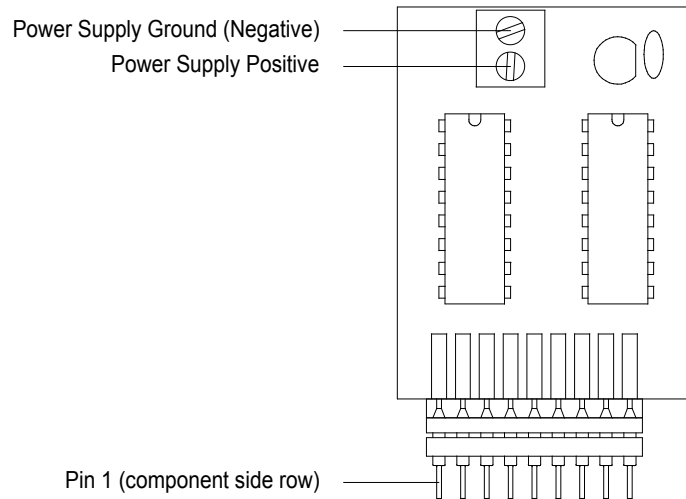 Power Supply Ground (Negative)
Power Supply Positive
Pin 1 (component side row)